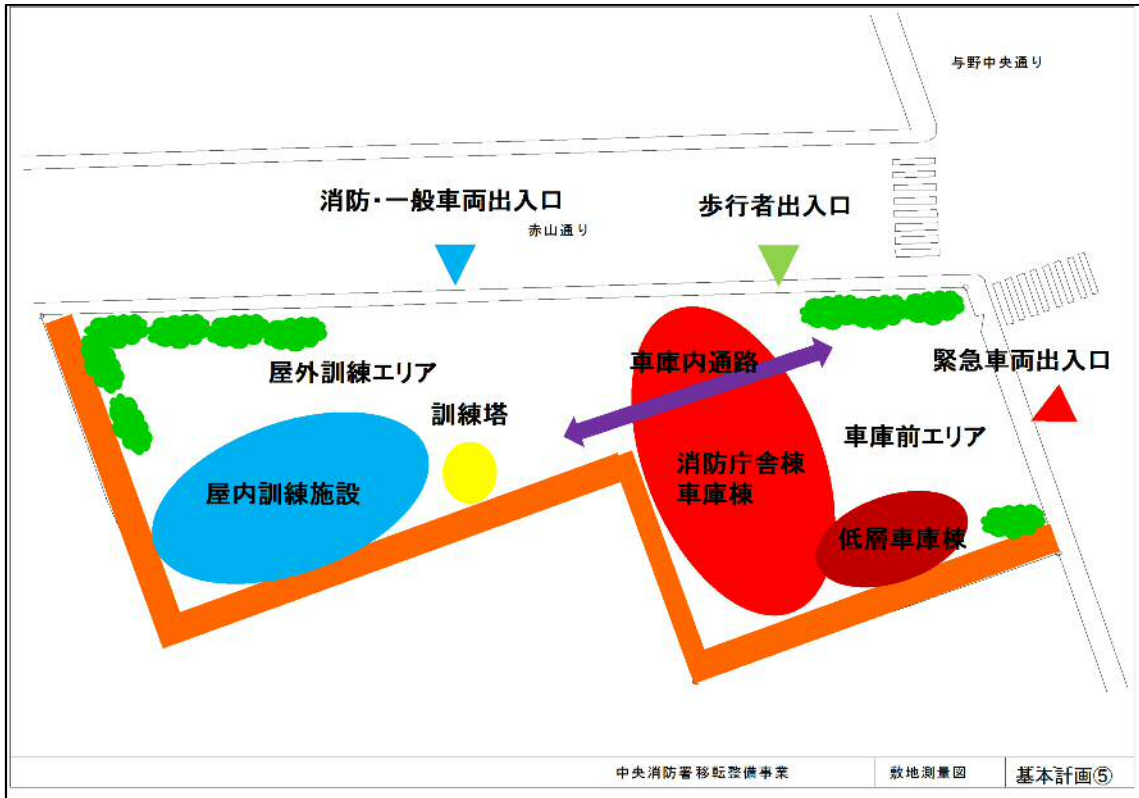 与野中央通り
消防・一般車両出入口
歩行者出入口
赤山通り
車庫内通路
緊急車両出入口
屋外訓練エリア
訓練塔
車庫前エリア
消防庁舎棟
車庫棟
屋内訓練施設
低層車庫棟
中央消防署移転整備事業
敷地測量図
基本計画⑤